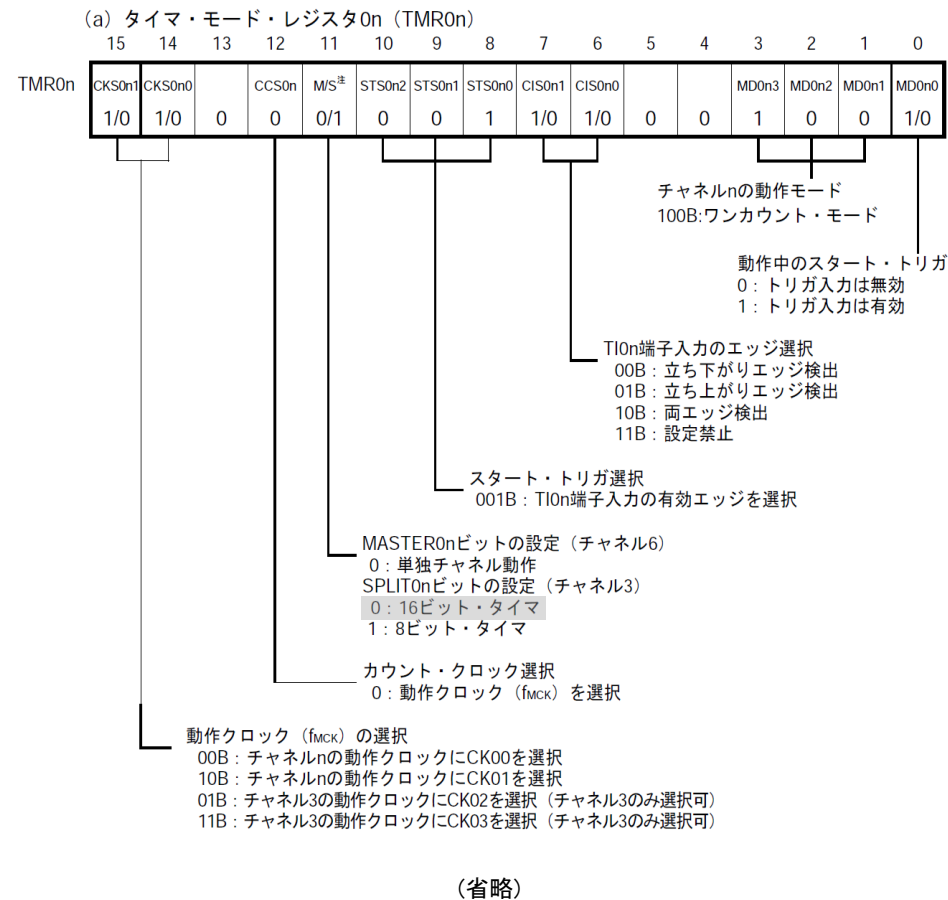 (a) タイマ・モード・レジスタ0n（TMR0n）
15 14 13 12 11 10 9 8 7 6 5 4 3 2 1 0
TMR0n CKS0n1 CKS0n0 CCS0n M/S注 STS0n2 STS0n1 STS0n0 CIS0n1 CIS0n0 MD0n3 MD0n2 MD0n1 MD0n0
1/0 1/0 0 0 0/1 0 0 1 1/0 1/0 0 0 1 0 0 1/0
チャネルnの動作モード
100B:ワンカウント・モード
動作中のスタート・トリガ
0：トリガ入力は無効
1：トリガ入力は有効
TI0n端子入力のエッジ選択
00B：立ち下がりエッジ検出
01B：立ち上がりエッジ検出
10B：両エッジ検出
11B：設定禁止
スタート・トリガ選択
001B：TI0n端子入力の有効エッジを選択
MASTER0nビットの設定（チャネル6）
0：単独チャネル動作
SPLIT0nビットの設定（チャネル3）
0：16ビット・タイマ
1：8ビット・タイマ
カウント・クロック選択
0：動作クロック（fMCK）を選択
動作クロック（fMCK）の選択
00B：チャネルnの動作クロックにCK00を選択
10B：チャネルnの動作クロックにCK01を選択
01B：チャネル3の動作クロックにCK02を選択（チャネル3のみ選択可）
11B：チャネル3の動作クロックにCK03を選択（チャネル3のみ選択可）
（省略）